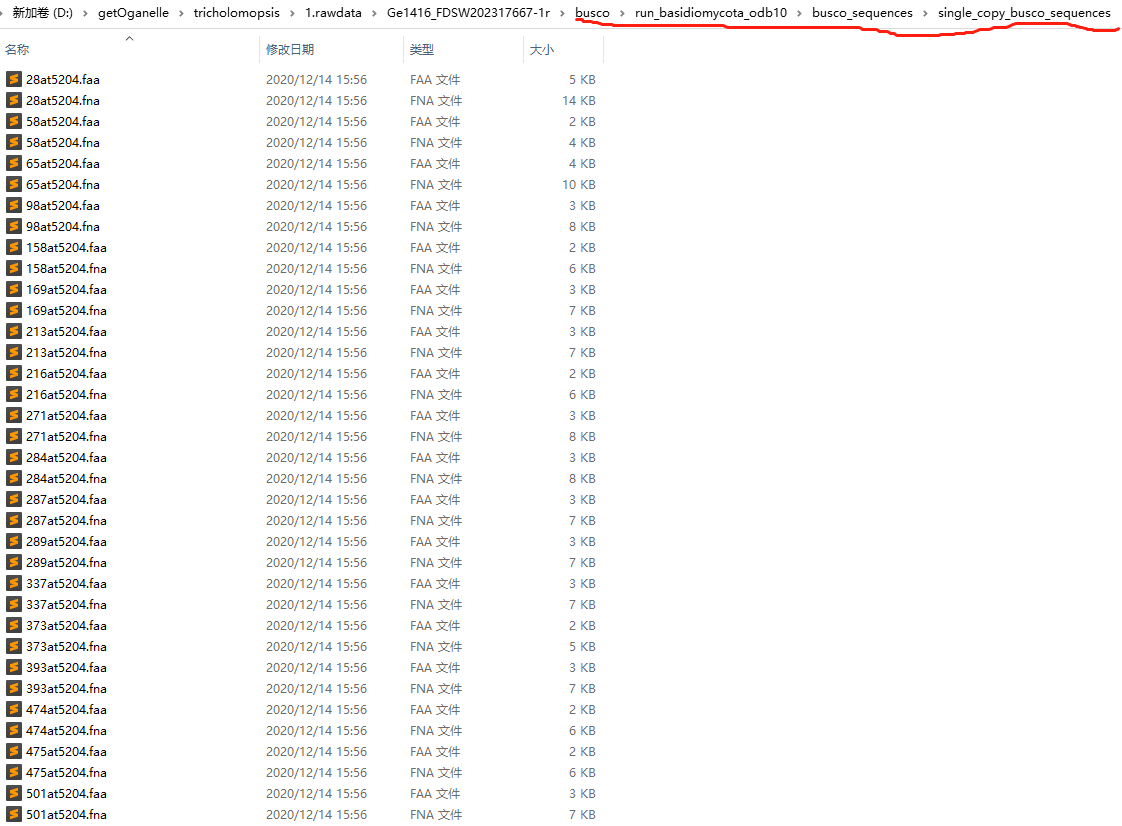 新加卷 (D:) › getOganelle › tricholomopsis › 1.rawdata › Ge1416_FDSW202317667-1r › busco › run_basidiomycota_odb10 › busco_sequences › single_copy_busco_sequences
名称 修改日期 类型 大小
28at5204.faa 2020/12/14 15:56 FAA 文件 5 KB
28at5204.fna 2020/12/14 15:56 FNA 文件 14 KB
58at5204.faa 2020/12/14 15:56 FAA 文件 2 KB
58at5204.fna 2020/12/14 15:56 FNA 文件 4 KB
65at5204.faa 2020/12/14 15:56 FAA 文件 4 KB
65at5204.fna 2020/12/14 15:56 FNA 文件 10 KB
98at5204.faa 2020/12/14 15:56 FAA 文件 3 KB
98at5204.fna 2020/12/14 15:56 FNA 文件 8 KB
158at5204.faa 2020/12/14 15:56 FAA 文件 2 KB
158at5204.fna 2020/12/14 15:56 FNA 文件 6 KB
169at5204.faa 2020/12/14 15:56 FAA 文件 3 KB
169at5204.fna 2020/12/14 15:56 FNA 文件 7 KB
213at5204.faa 2020/12/14 15:56 FAA 文件 3 KB
213at5204.fna 2020/12/14 15:56 FNA 文件 7 KB
216at5204.faa 2020/12/14 15:56 FAA 文件 2 KB
216at5204.fna 2020/12/14 15:56 FNA 文件 6 KB
271at5204.faa 2020/12/14 15:56 FAA 文件 3 KB
271at5204.fna 2020/12/14 15:56 FNA 文件 8 KB
284at5204.faa 2020/12/14 15:56 FAA 文件 3 KB
284at5204.fna 2020/12/14 15:56 FNA 文件 8 KB
287at5204.faa 2020/12/14 15:56 FAA 文件 3 KB
287at5204.fna 2020/12/14 15:56 FNA 文件 7 KB
289at5204.faa 2020/12/14 15:56 FAA 文件 3 KB
289at5204.fna 2020/12/14 15:56 FNA 文件 7 KB
337at5204.faa 2020/12/14 15:56 FAA 文件 3 KB
337at5204.fna 2020/12/14 15:56 FNA 文件 7 KB
373at5204.faa 2020/12/14 15:56 FAA 文件 2 KB
373at5204.fna 2020/12/14 15:56 FNA 文件 5 KB
393at5204.faa 2020/12/14 15:56 FAA 文件 3 KB
393at5204.fna 2020/12/14 15:56 FNA 文件 7 KB
474at5204.faa 2020/12/14 15:56 FAA 文件 2 KB
474at5204.fna 2020/12/14 15:56 FNA 文件 6 KB
475at5204.faa 2020/12/14 15:56 FAA 文件 2 KB
475at5204.fna 2020/12/14 15:56 FNA 文件 6 KB
501at5204.faa 2020/12/14 15:56 FAA 文件 3 KB
501at5204.fna 2020/12/14 15:56 FNA 文件 7 KB